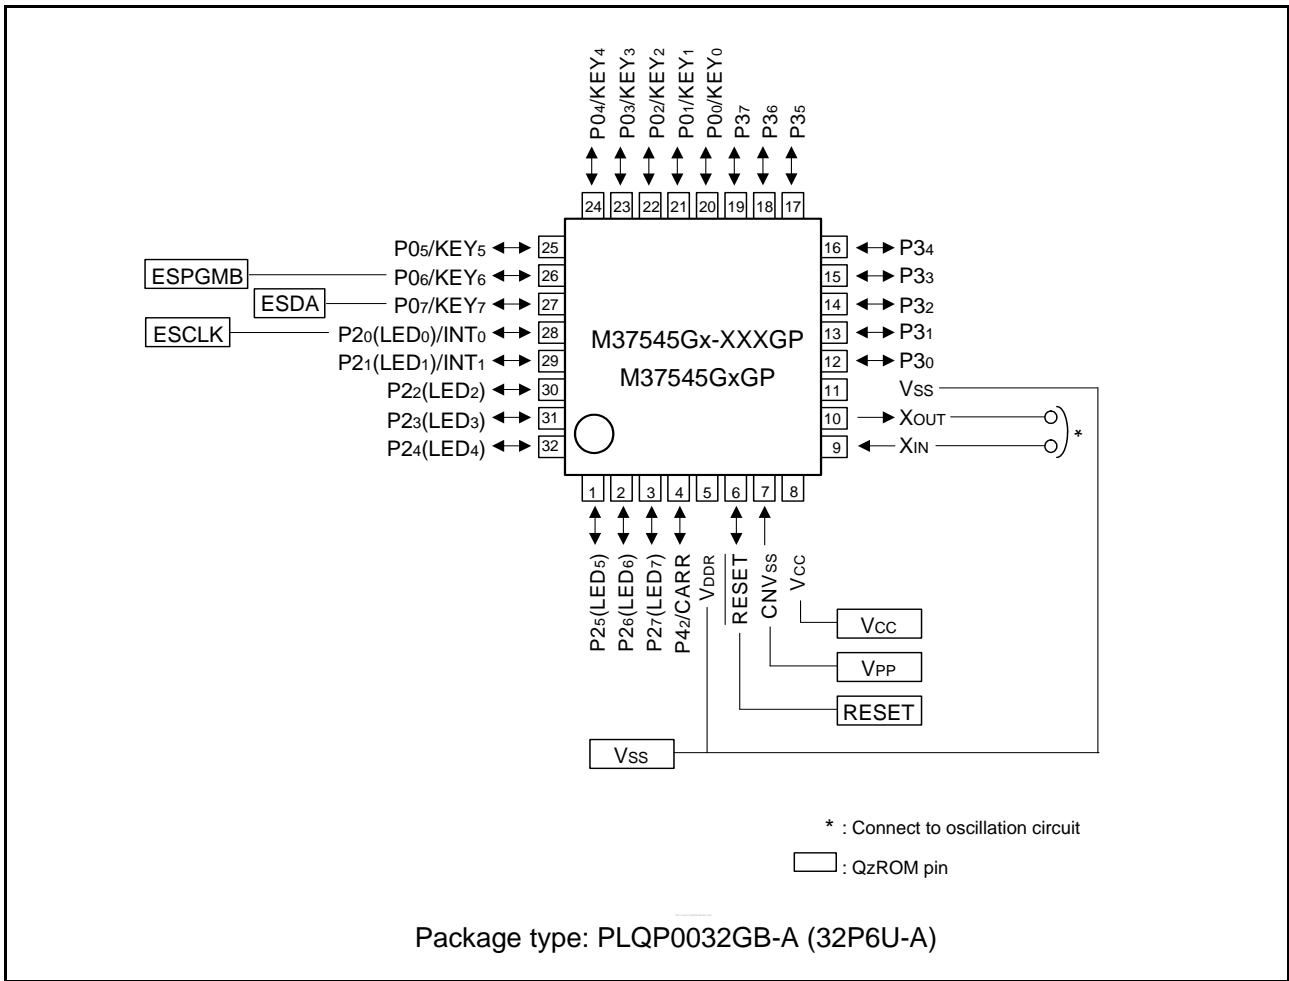 P04/KEY4
P03/KEY3
P02/KEY2
P01/KEY1
P00/KEY0
P37
P36
P35
24 23 22 21 20 19 18 17
P05/KEY5 25
ESPGMB P06/KEY6 26
ESDA P07/KEY7 27
ESCLK P20(LED0)/INT0 28
P21(LED1)/INT1 29
P22(LED2) 30
P23(LED3) 31
P24(LED4) 32
M37545Gx-XXXGP
M37545GxGP
16 P34
15 P33
14 P32
13 P31
12 P30
11 VSS
10 XOUT
9 XIN
*
1 2 3 4 5 6 7 8
P25(LED5)
P26(LED6)
P27(LED7)
P42/CARR
VDDR
RESET
CNVSS
VCC
VCC
VPP
RESET
VSS
* : Connect to oscillation circuit
: QzROM pin
Package type: PLQP0032GB-A (32P6U-A)